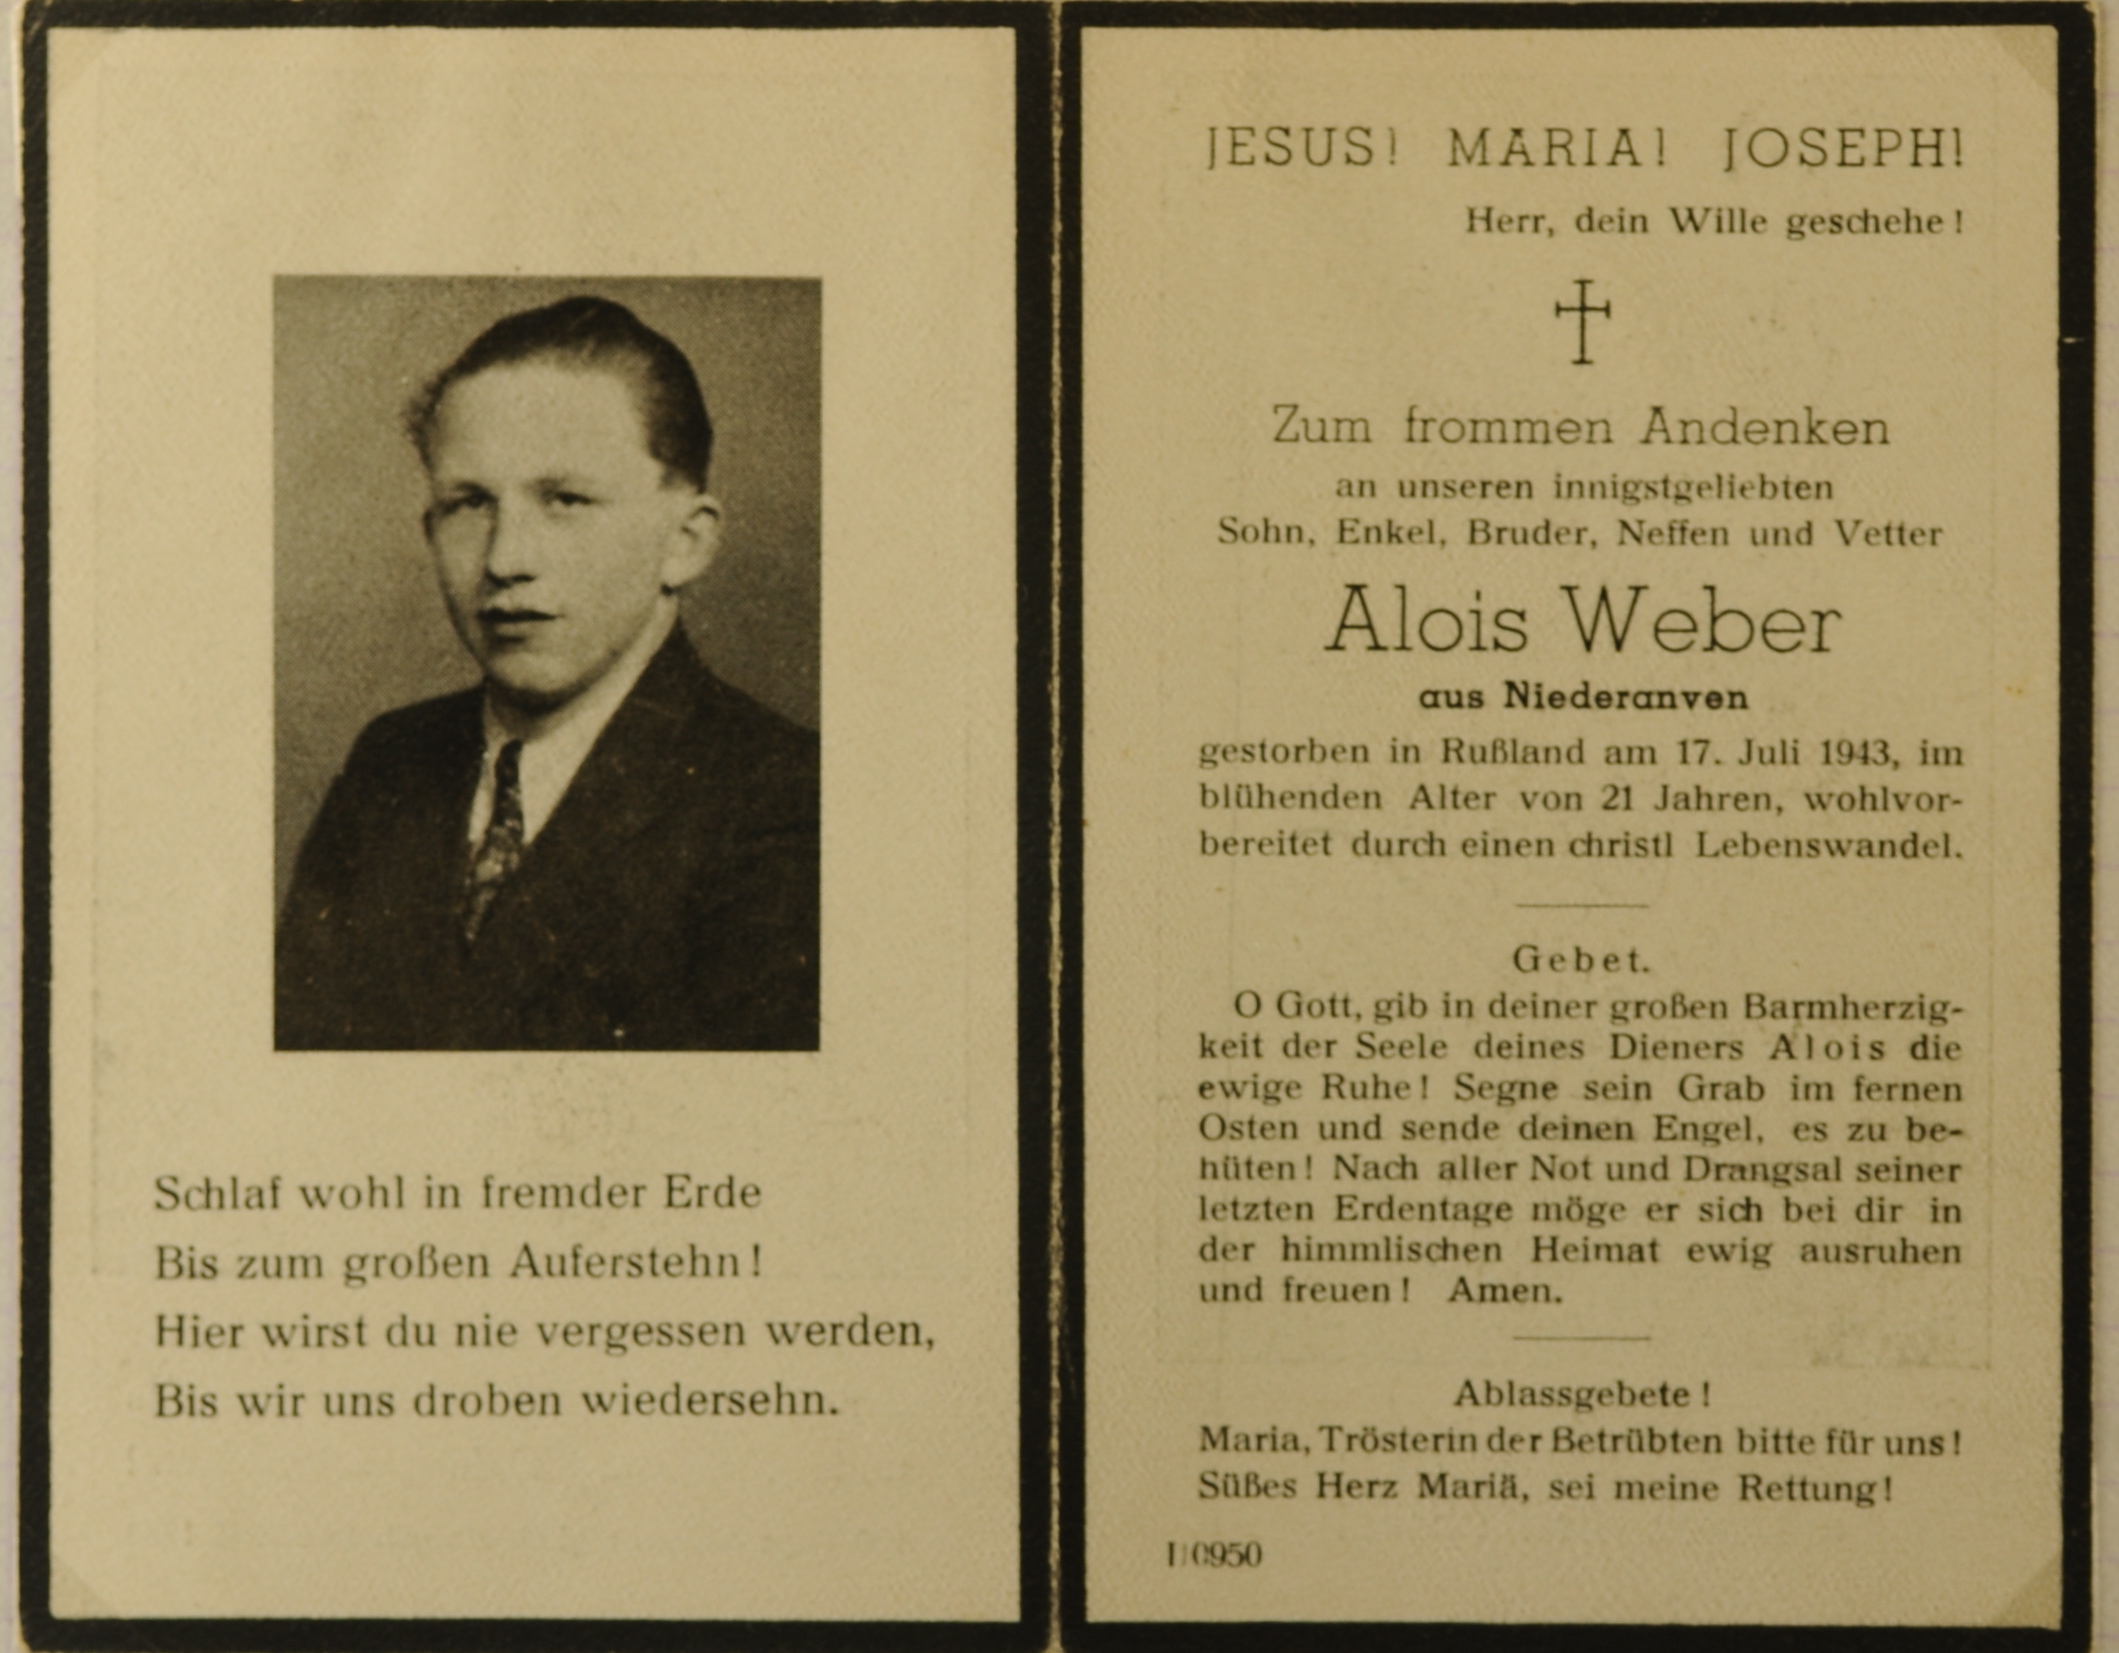 Schlaf wohl in fremder Erde
Bis zum großen Auferstehn!
Hier wirst du nie vergessen werden,
Bis wir uns droben wiedersehn.
JESUS! MARIA! JOSEPH!
Herr, dein Wille geschehe!
Zum frommen Andenken
an unseren innigstgeliebten
Sohn, Enkel, Bruder, Neffen und Vetter
Alois Weber
aus Niederanven
gestorben in Rußland am 17. Juli 1943, im
blühenden Alter von 21 Jahren, wohlvor-
bereitet durch einen christl Lebenswandel.
Gebet.
O Gott, gib in deiner großen Barmherzig-
keit der Seele deines Dieners Alois die
ewige Ruhe! Segne sein Grab im fernen
Osten und sende deinen Engel, es zu be-
hüten! Nach aller Not und Drangsal seiner
letzten Erdentage möge er sich bei dir in
der himmlischen Heimat ewig ausruhen
und freuen! Amen.
Ablassgebete!
Maria, Trösterin der Betrübten bitte für uns!
Süßes Herz Mariä, sei meine Rettung!